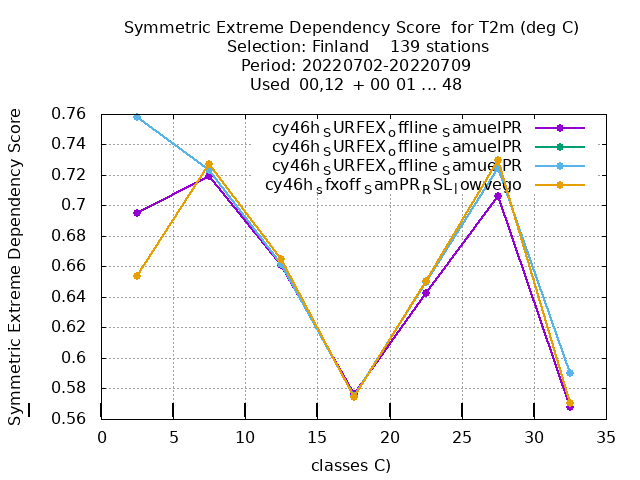 Symmetric Extreme Dependency Score  for T2m (deg C)
Selection: Finland    139 stations
Period: 20220702-20220709
Used  00,12  + 00 01 ... 48
Symmetric Extreme Dependency Score
0.76
0.74
0.72
0.7
0.68
0.66
0.64
0.62
0.6
0.58
0.56
cy46h_SURFEX_offline_SamuelPR
cy46h_SURFEX_offline_SamuelPR
cy46h_SURFEX_offline_SamuelPR
cy46h_sfxoff_SamPR_RSL_lowvego
0 5 10 15 20 25 30 35
classes C)